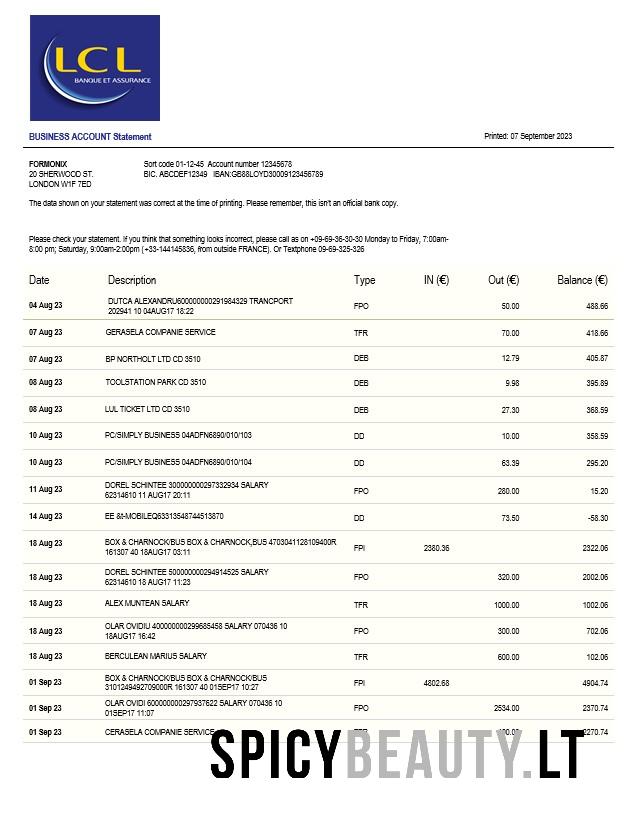 LCL
BANQUE ET ASSURANCE
BUSINESS ACCOUNT Statement Printed: 07 September 2023
FORMONIX Sort code 01-12-45 Account number 12345678
20 SHERWOOD ST. BIC. ABCDEF12349 IBAN:GB88LOYD30009123456789
LONDON W1F 7ED
The data shown on your statement was correct at the time of printing. Please remember, this isn't an official bank copy.
Please check your statement. If you think that something looks incorrect, please call as on +09-69-36-30-30 Monday to Friday, 7:00am-
8:00 pm; Saturday, 9:00am-2:00pm (+33-144145836, from outside FRANCE). Or Textphone 09-69-325-326
Date Description Type IN (€) Out (€) Balance (€)
04 Aug 23 DUTCA ALEXANDRU600000000291984329 TRANCPORT FPO 50.00 488.66
202941 10 04AUG17 18:22
07 Aug 23 GERASELA COMPANIE SERVICE TFR 70.00 418.66
07 Aug 23 BP NORTHOLT LTD CD 3510 DEB 12.79 405.87
08 Aug 23 TOOLSTATION PARK CD 3510 DEB 9.98 395.89
08 Aug 23 LUL TICKET LTD CD 3510 DEB 27.30 368.59
10 Aug 23 PC/SIMPLY BUSINESS 04ADFN6890/010/103 DD 10.00 358.59
10 Aug 23 PC/SIMPLY BUSINESS 04ADFN6890/010/104 DD 63.39 295.20
11 Aug 23 DOREL SCHINTEE 300000000297332934 SALARY FPO 280.00 15.20
62314610 11 AUG17 20:11
14 Aug 23 EE &t-MOBILEQ63313548744513870 DD 73.50 -58.30
18 Aug 23 BOX & CHARNOCK/BUS BOX & CHARNOCK,BUS 4703041128109400R FPI 2380.36 2322.06
161307 40 18AUG17 03:11
18 Aug 23 DOREL SCHINTEE 500000000294914525 SALARY FPO 320.00 2002.06
62314610 18 AUG17 11:23
18 Aug 23 ALEX MUNTEAN SALARY TFR 1000.00 1002.06
18 Aug 23 OLAR OVIDIU 400000000299685458 SALARY 070436 10 FPO 300.00 702.06
18AUG17 16:42
18 Aug 23 BERCULEAN MARIUS SALARY TFR 600.00 102.06
01 Sep 23 BOX & CHARNOCK/BUS BOX & CHARNOCK/BUS FPI 4802.68 4904.74
3101249492709000R 161307 40 01SEP17 10:27
01 Sep 23 OLAR OVIDI 600000000297937622 SALARY 070436 10 FPO 2534.00 2370.74
01SEP17 11:07
01 Sep 23 CERASELA COMPANIE SERVICE 2270.74
SPICYBEAUTY.LT